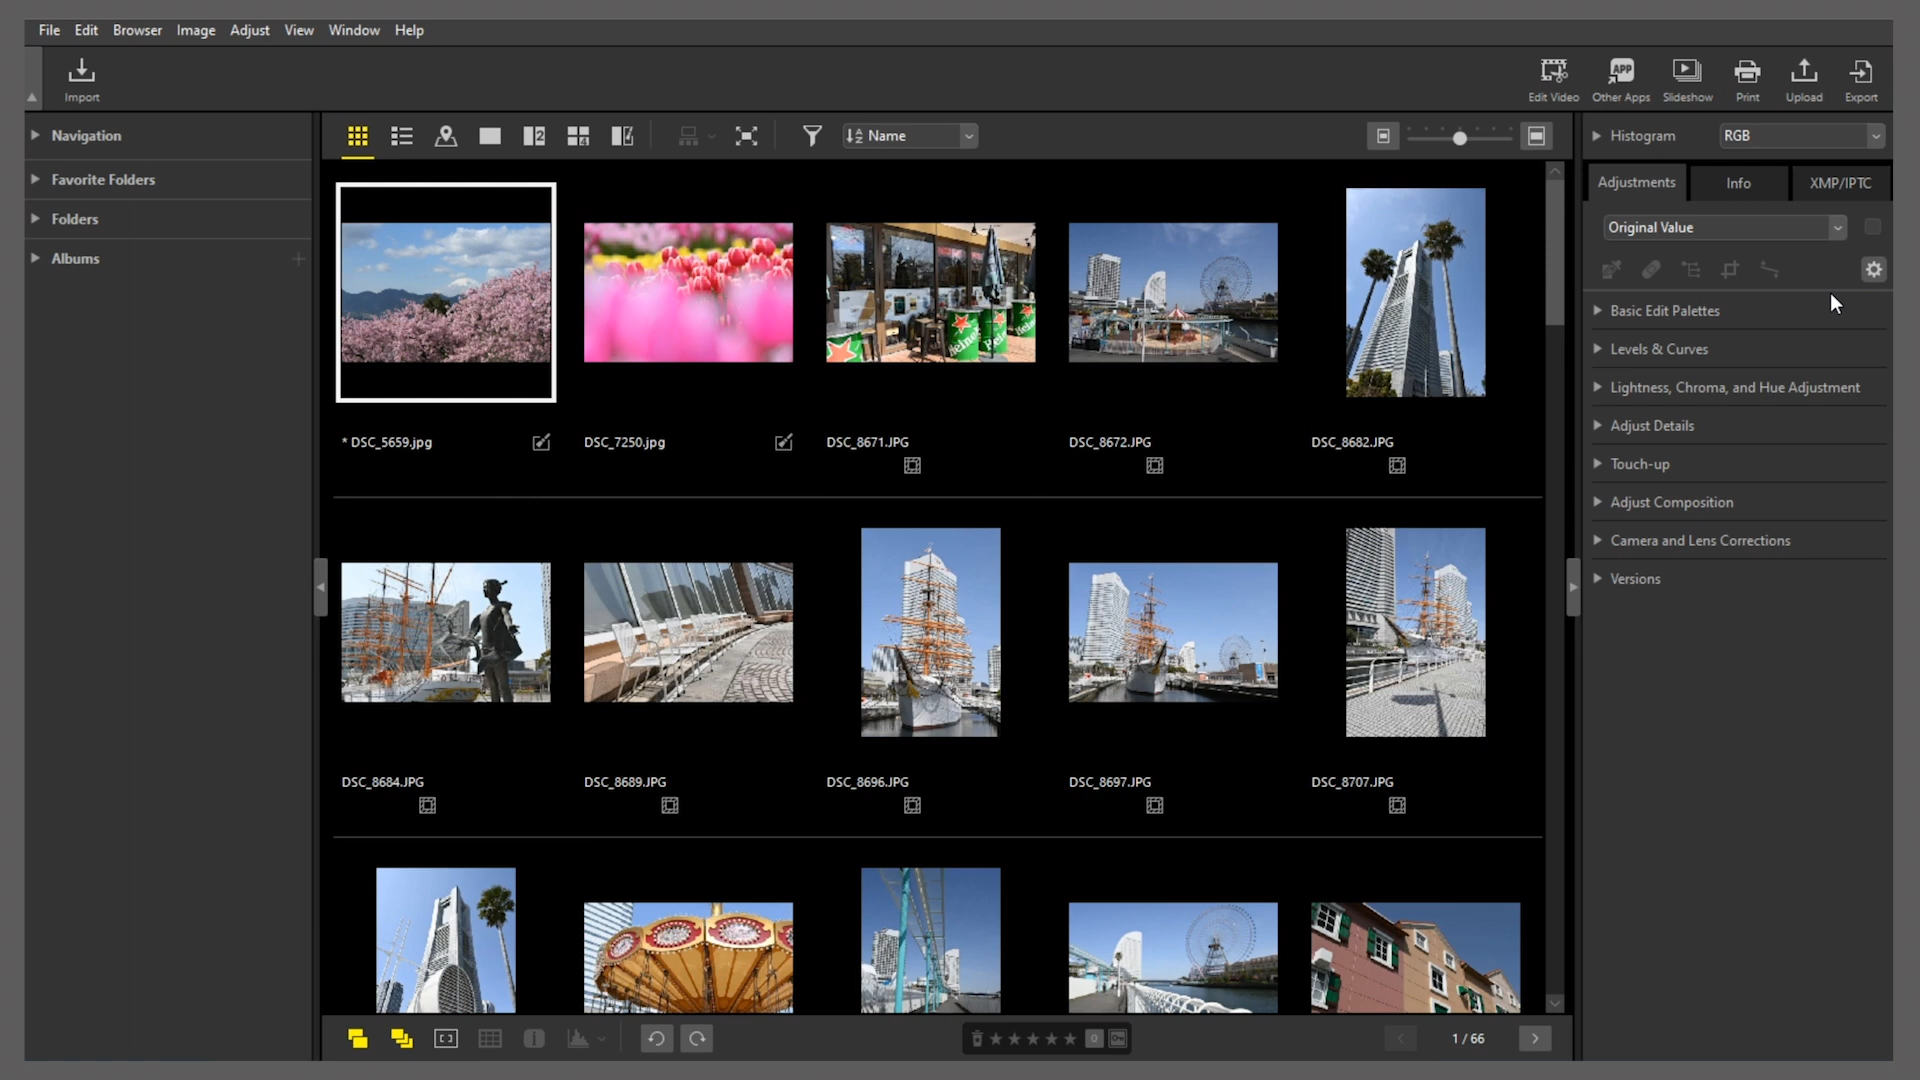 File Edit Browser Image Adjust View Window Help
Import
Edit Video Other Apps Slideshow Print Upload Export
Navigation
Favorite Folders
Folders
Albums
Name
Histogram RGB
Adjustments Info XMP/IPTC
Original Value
Basic Edit Palettes
Levels & Curves
Lightness, Chroma, and Hue Adjustment
Adjust Details
Touch-up
Adjust Composition
Camera and Lens Corrections
Versions
* DSC_5659.jpg
DSC_7250.jpg
DSC_8671.JPG
DSC_8672.JPG
DSC_8682.JPG
DSC_8684.JPG
DSC_8689.JPG
DSC_8696.JPG
DSC_8697.JPG
DSC_8707.JPG
0
1 / 66